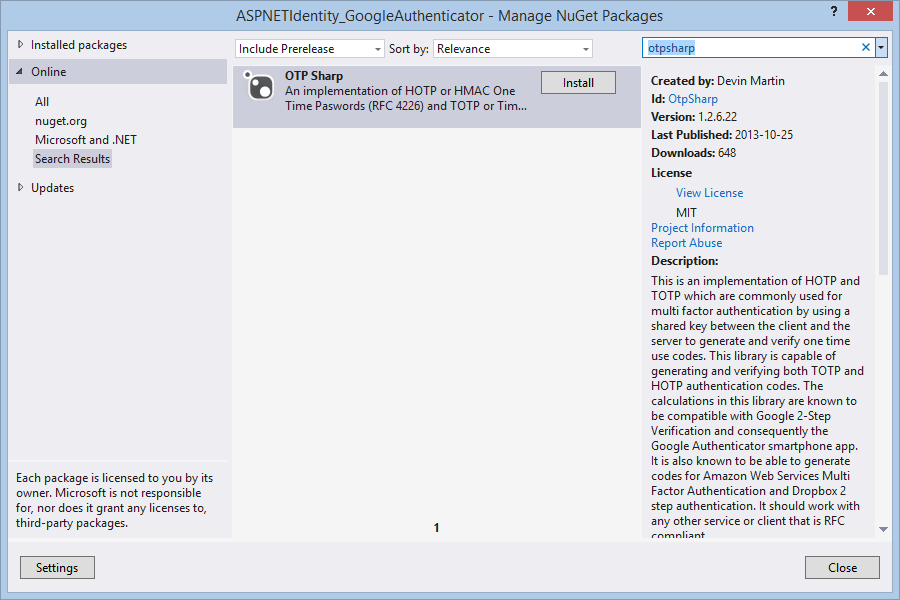 ASPNETIdentity_GoogleAuthenticator - Manage NuGet Packages
?
Installed packages
Online
All
nuget.org
Microsoft and .NET
Search Results
Updates
Each package is licensed to you by its
owner. Microsoft is not responsible
for, nor does it grant any licenses to,
third-party packages.
Settings
Include Prerelease
Sort by:
Relevance
OTP Sharp
An implementation of HOTP or HMAC One
Time Paswords (RFC 4226) and TOTP or Tim...
Install
1
otpsharp
Created by: Devin Martin
Id: OtpSharp
Version: 1.2.6.22
Last Published: 2013-10-25
Downloads: 648
License
View License
MIT
Project Information
Report Abuse
Description:
This is an implementation of HOTP and
TOTP which are commonly used for
multi factor authentication by using a
shared key between the client and the
server to generate and verify one time
use codes. This library is capable of
generating and verifying both TOTP and
HOTP authentication codes. The
calculations in this library are known to
be compatible with Google 2-Step
Verification and consequently the
Google Authenticator smartphone app.
It is also known to be able to generate
codes for Amazon Web Services Multi
Factor Authentication and Dropbox 2
step authentication. It should work with
any other service or client that is RFC
compliant
Close